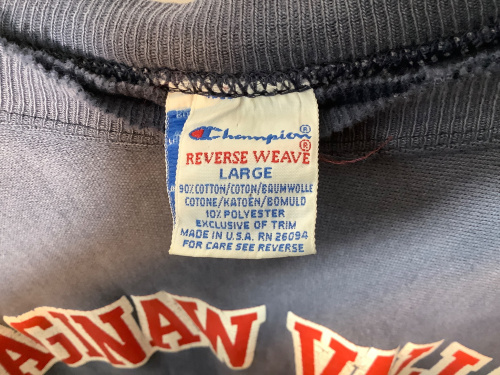 Champion®
REVERSE WEAVE®
LARGE
90% COTTON/COTON/BAUMWOLLE
COTONE/KATOEN/BOMULD
10% POLYESTER
EXCLUSIVE OF TRIM
MADE IN U.S.A. RN 26094
FOR CARE SEE REVERSE
AGINAW